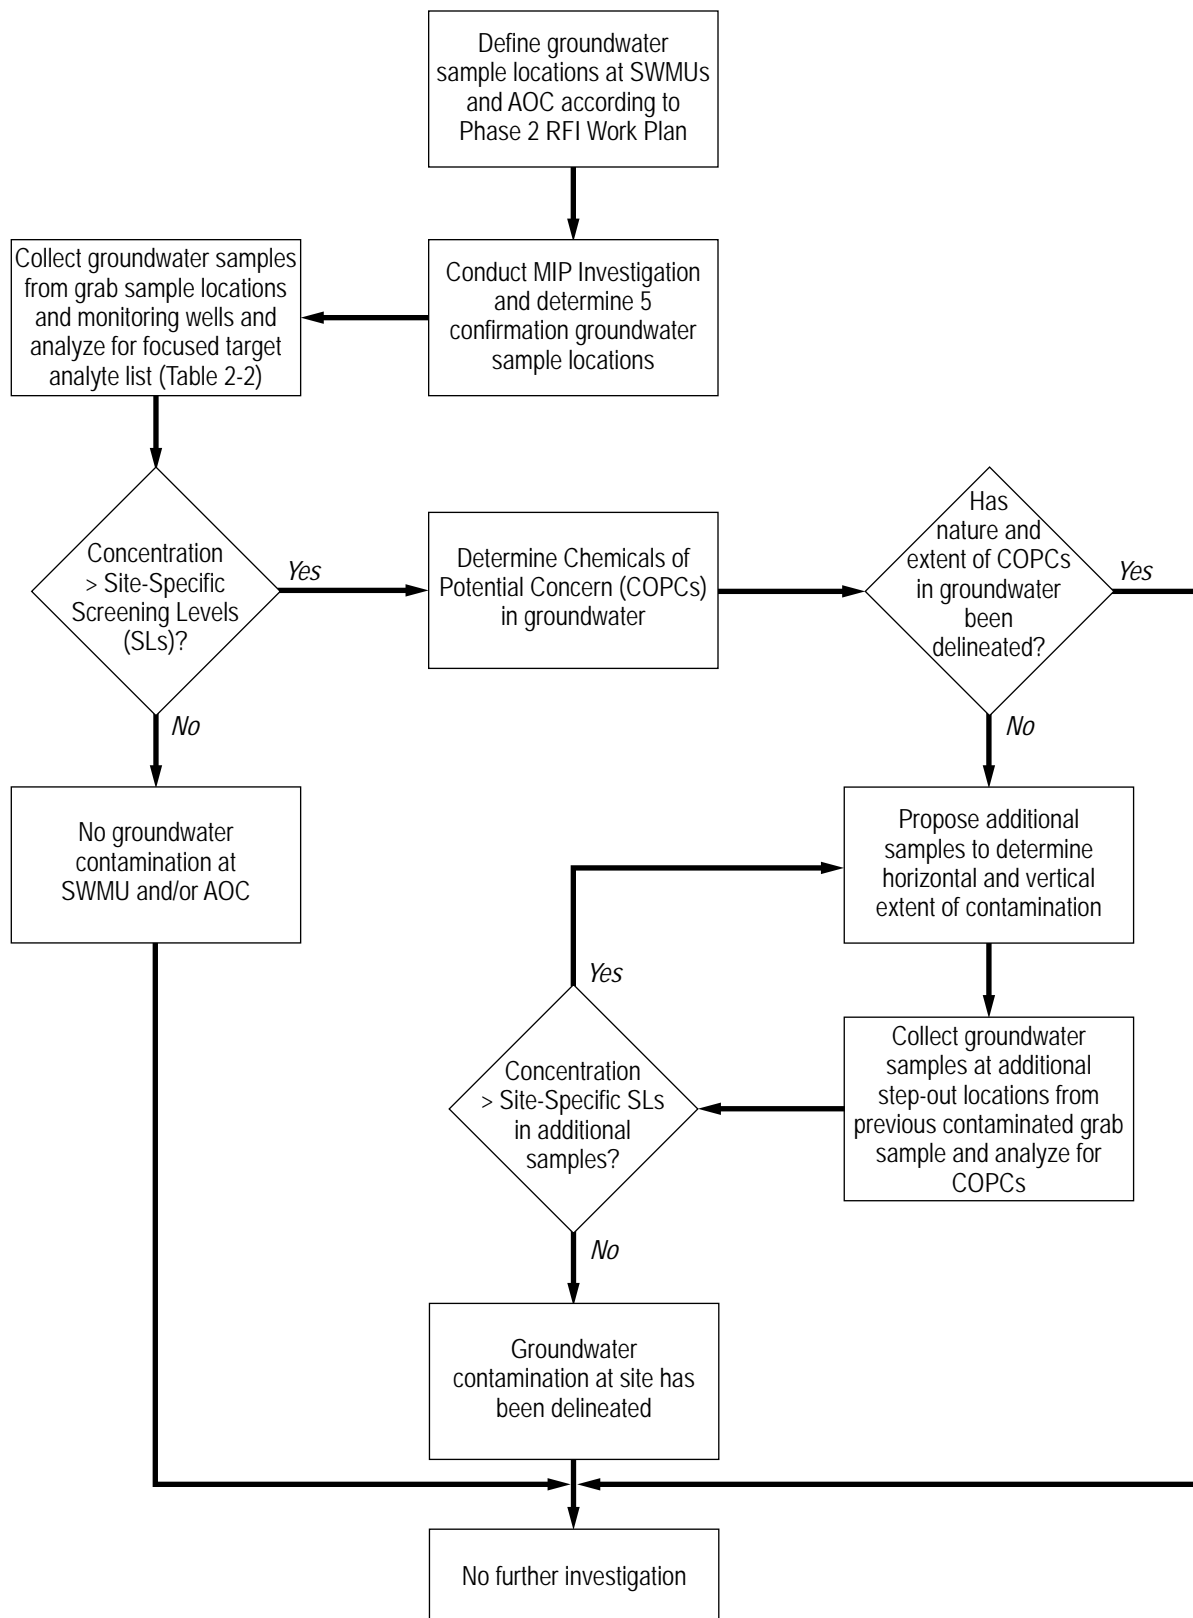 Define groundwater
sample locations at SWMUs
and AOC according to
Phase 2 RFI Work Plan
Conduct MIP Investigation
and determine 5
confirmation groundwater
sample locations
Collect groundwater samples
from grab sample locations
and monitoring wells and
analyze for focused target
analyte list (Table 2-2)
Concentration
> Site-Specific
Screening Levels
(SLs)?
Yes
No
Determine Chemicals of
Potential Concern (COPCs)
in groundwater
Has
nature and
extent of COPCs
in groundwater
been
delineated?
Yes
No
No groundwater
contamination at
SWMU and/or AOC
Propose additional
samples to determine
horizontal and vertical
extent of contamination
Collect groundwater
samples at additional
step-out locations from
previous contaminated grab
sample and analyze for
COPCs
Yes
Concentration
> Site-Specific SLs
in additional
samples?
No
Groundwater
contamination at site has
been delineated
No further investigation